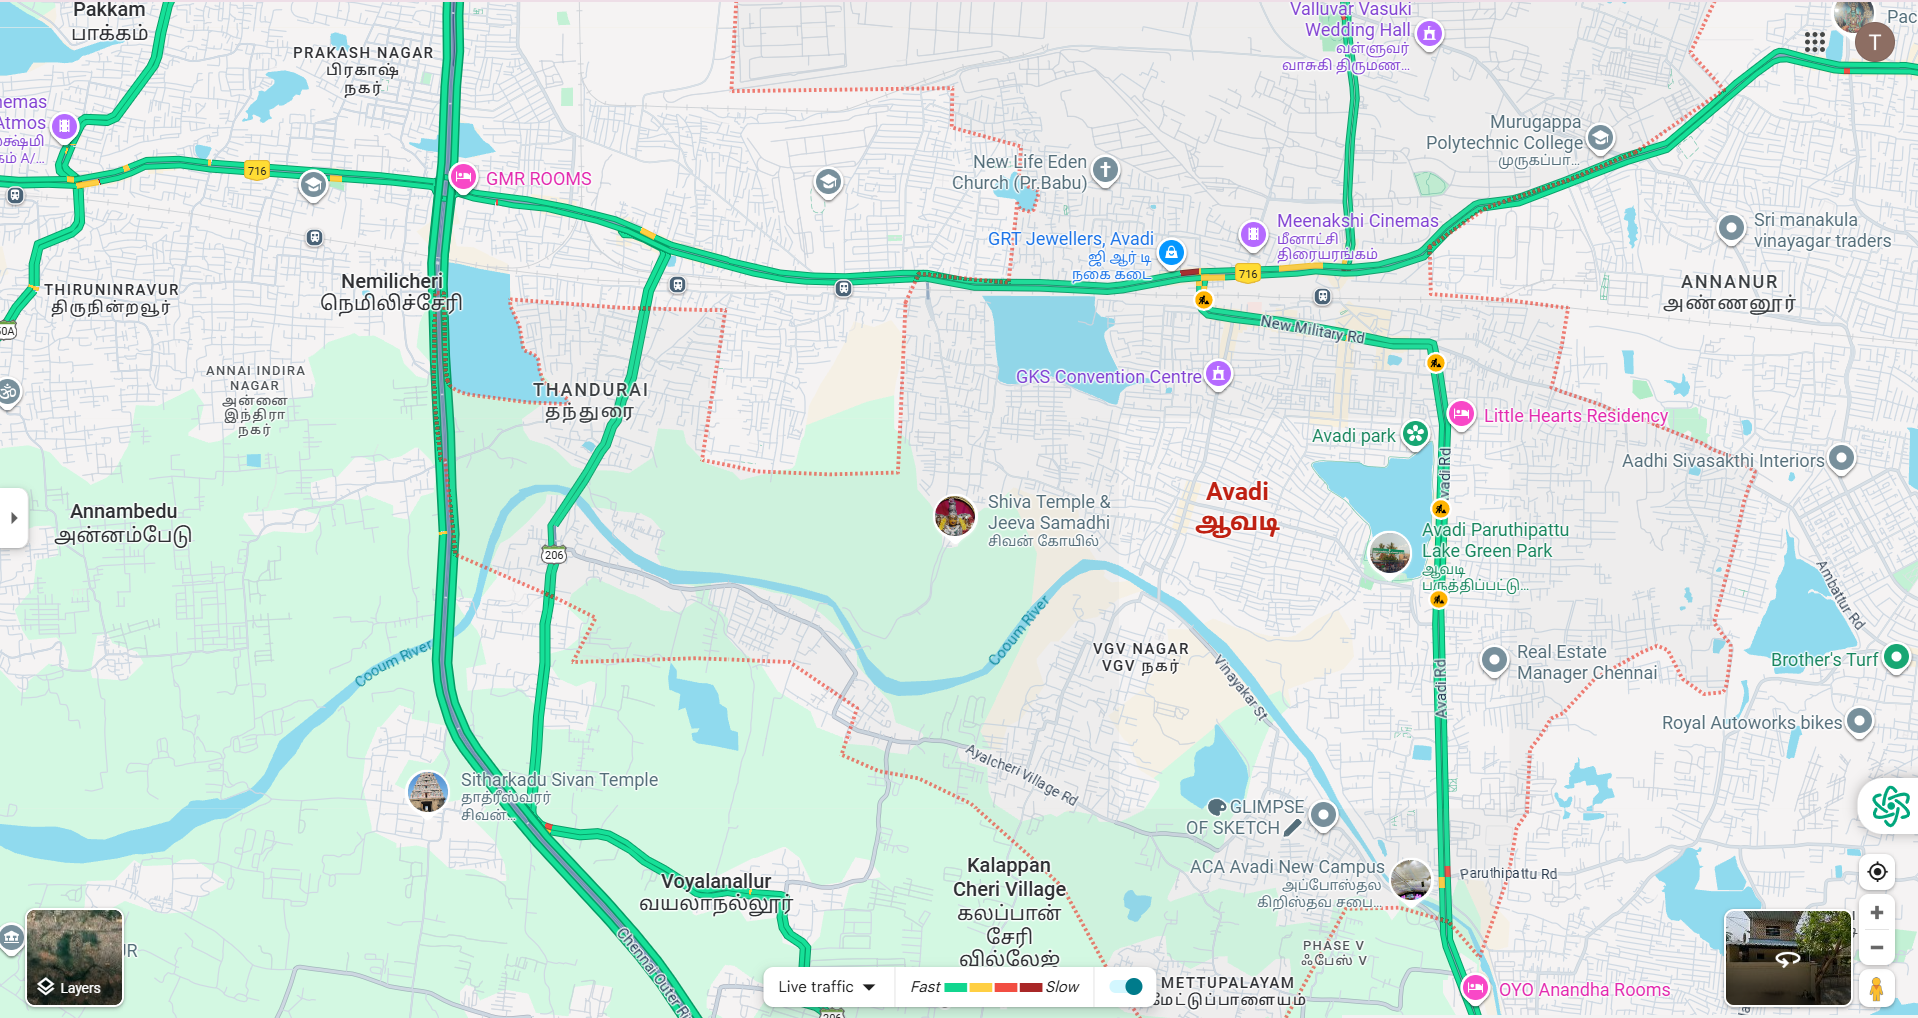 Pakkam
பாக்கம்
PRAKASH NAGAR
பிரகாஷ்
நகர்
Valluvar Vasuki
Wedding Hall
வள்ளுவர்
வாசுகி திருமண...
Pac
T
nemas
Atmos
716
GMR ROOMS
New Life Eden
Church (Pr.Babu)
Murugappa
Polytechnic College
முருகப்பா...
Meenakshi Cinemas
மீனாட்சி
திரையரங்கம்
GRT Jewellers, Avadi
ஜி ஆர் டி
நகை கடை
716
Sri manakula
vinayagar traders
ANNANUR
அண்ணனூர்
THIRUNINRAVUR
திருநின்றவூர்
Nemilicheri
நெமிலிச்சேரி
New Military Rd
ANNAI INDIRA
NAGAR
அன்னை
இந்திரா
நகர்
THANDURAI
தந்துரை
GKS Convention Centre
Little Hearts Residency
Avadi park
Avadi Rd
Aadhi Sivasakthi Interiors
Annambedu
அன்னம்பேடு
Shiva Temple &
Jeeva Samadhi
சிவன் கோயில்
Avadi
ஆவடி
Avadi Paruthipattu
Lake Green Park
ஆவடி
பருத்திப்பட்டு...
206
Ambattur Rd
Cooum River
Cooum River
VGV NAGAR
VGV நகர்
Vinayakar St
Avadi Rd
Real Estate
Manager Chennai
Brother's Turf
Royal Autoworks bikes
Ayalcheri Village Rd
Sitharkadu Sivan Temple
தாத்ரீஸ்வரர்
சிவன்...
GLIMPSE
OF SKETCH
ACA Avadi New Campus
அப்போஸ்தல
கிறிஸ்தவ சபை...
Paruthipattu Rd
Voyalanallur
வயலாநல்லூர்
Kalappan
Cheri Village
கலப்பான்
சேரி
வில்லேஜ்
Chennai Outer Ri
PHASE V
ஃபேஸ் V
METTUPALAYAM
மேட்டுப்பாளையம்
OYO Anandha Rooms
Layers
Live traffic
Fast
Slow
206